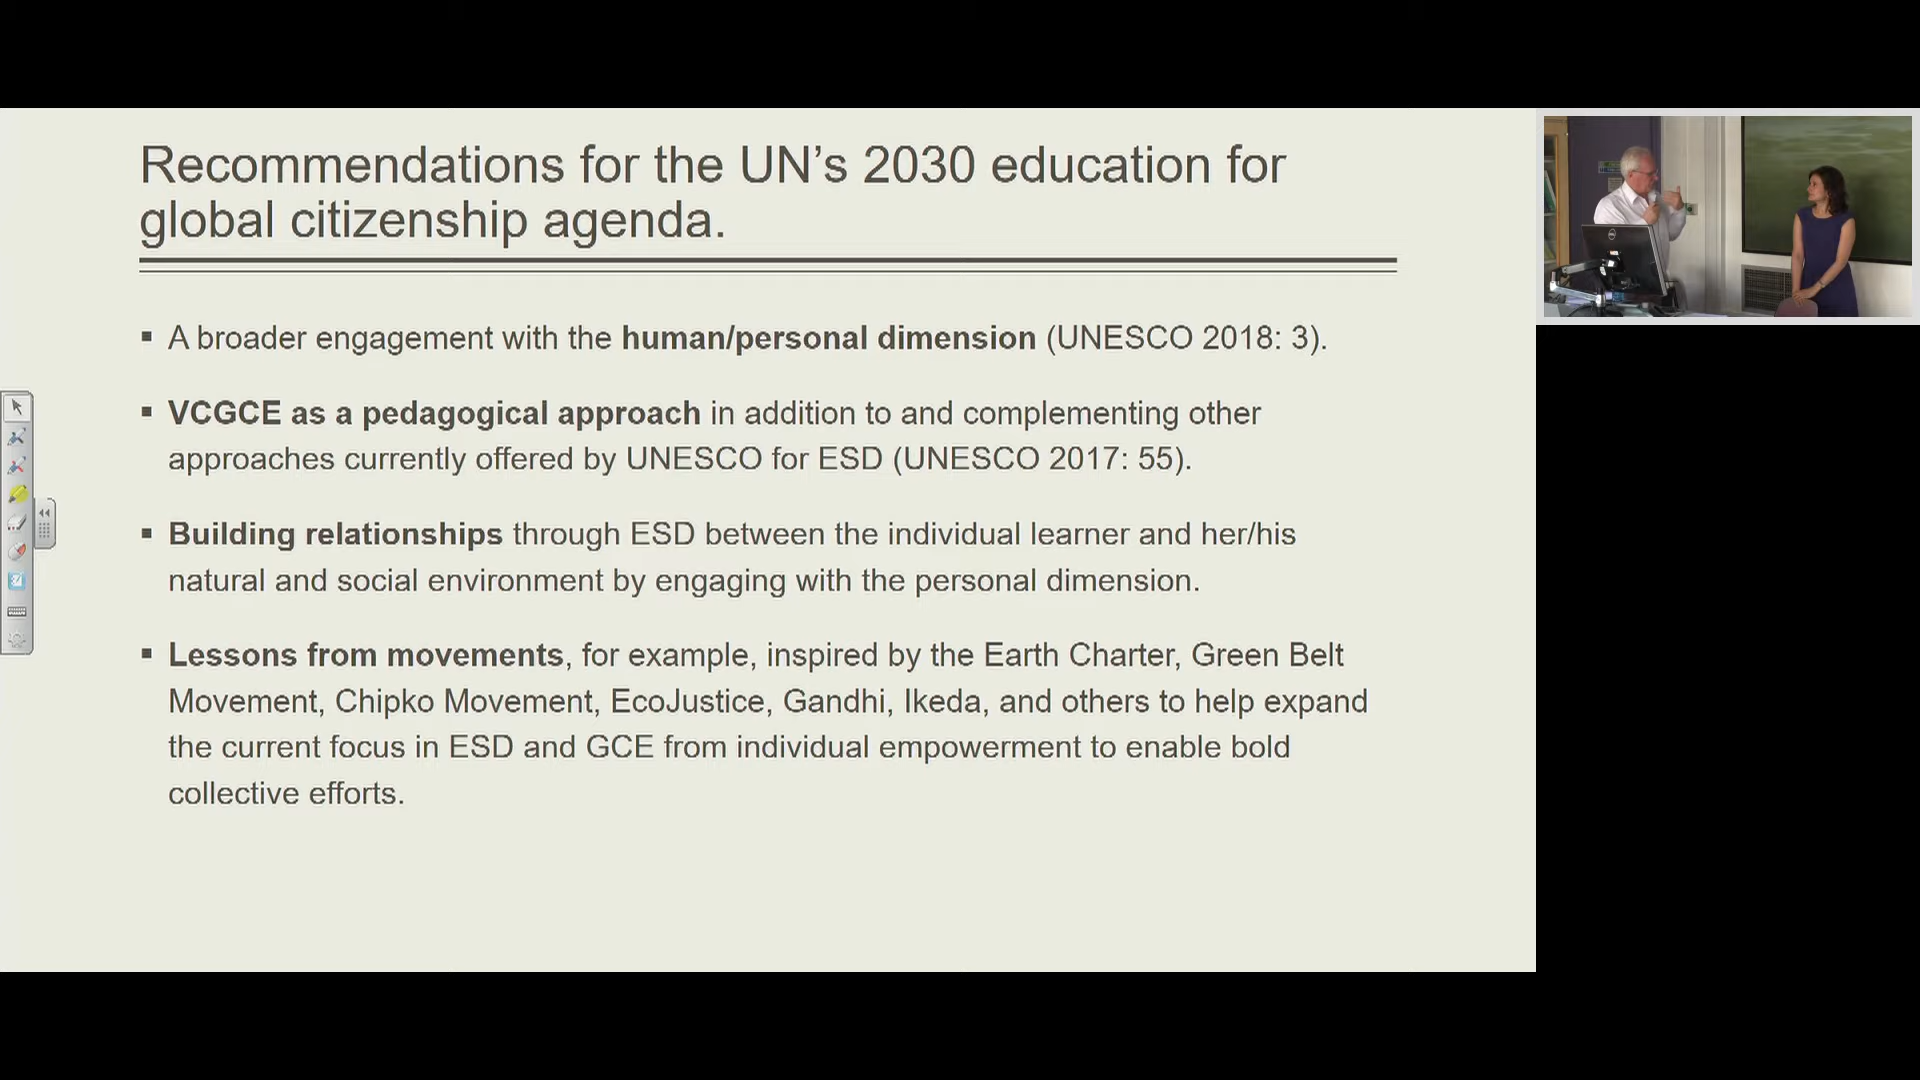 Recommendations for the UN’s 2030 education for
global citizenship agenda.
▪ A broader engagement with the human/personal dimension (UNESCO 2018: 3).
▪ VCGCE as a pedagogical approach in addition to and complementing other
approaches currently offered by UNESCO for ESD (UNESCO 2017: 55).
▪ Building relationships through ESD between the individual learner and her/his
natural and social environment by engaging with the personal dimension.
▪ Lessons from movements, for example, inspired by the Earth Charter, Green Belt
Movement, Chipko Movement, EcoJustice, Gandhi, Ikeda, and others to help expand
the current focus in ESD and GCE from individual empowerment to enable bold
collective efforts.